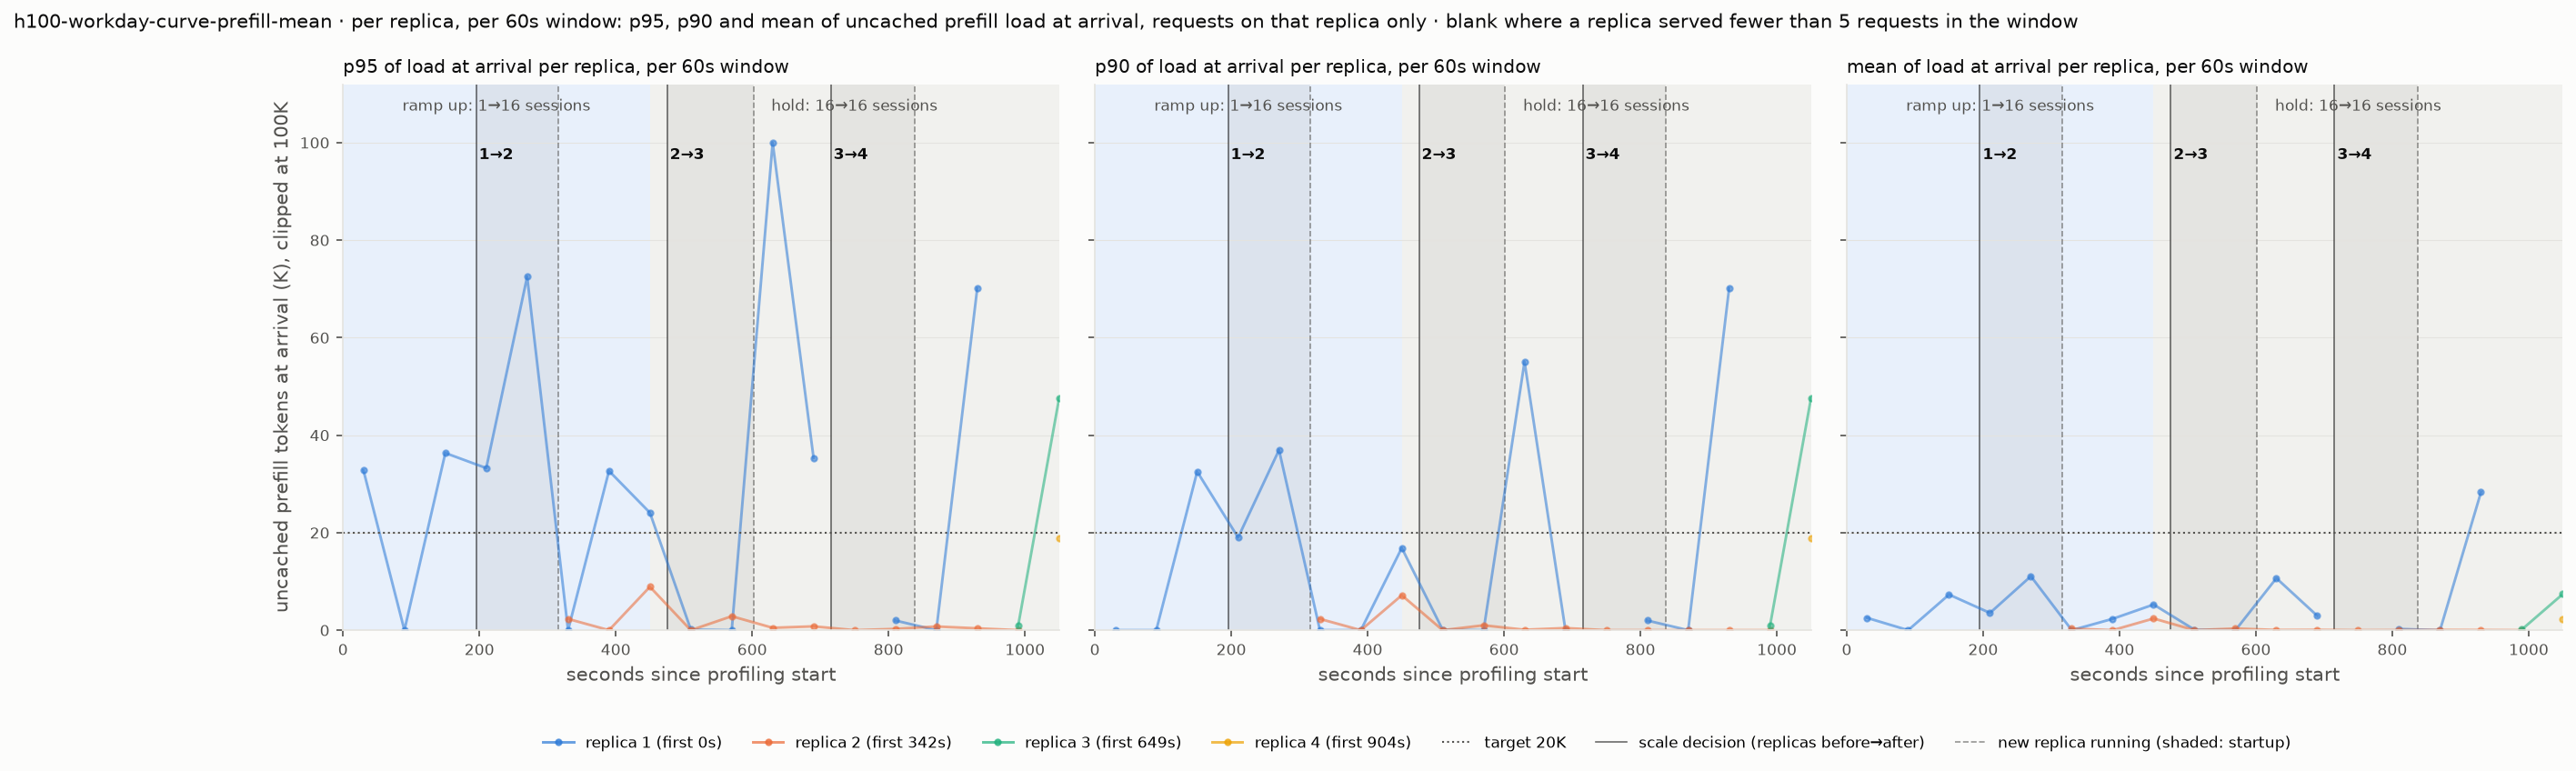 h100-workday-curve-prefill-mean · per replica, per 60s window: p95, p90 and mean of uncached prefill load at arrival, requests on that replica only · blank where a replica served fewer than 5 requests in the window
p95 of load at arrival per replica, per 60s window
ramp up: 1→16 sessions
hold: 16→16 sessions
1→2
2→3
3→4
uncached prefill tokens at arrival (K), clipped at 100K
100
80
60
40
20
0
0 200 400 600 800 1000
seconds since profiling start
p90 of load at arrival per replica, per 60s window
ramp up: 1→16 sessions
hold: 16→16 sessions
1→2
2→3
3→4
0 200 400 600 800 1000
seconds since profiling start
mean of load at arrival per replica, per 60s window
ramp up: 1→16 sessions
hold: 16→16 sessions
1→2
2→3
3→4
0 200 400 600 800 1000
seconds since profiling start
replica 1 (first 0s) replica 2 (first 342s) replica 3 (first 649s) replica 4 (first 904s) target 20K scale decision (replicas before→after) new replica running (shaded: startup)